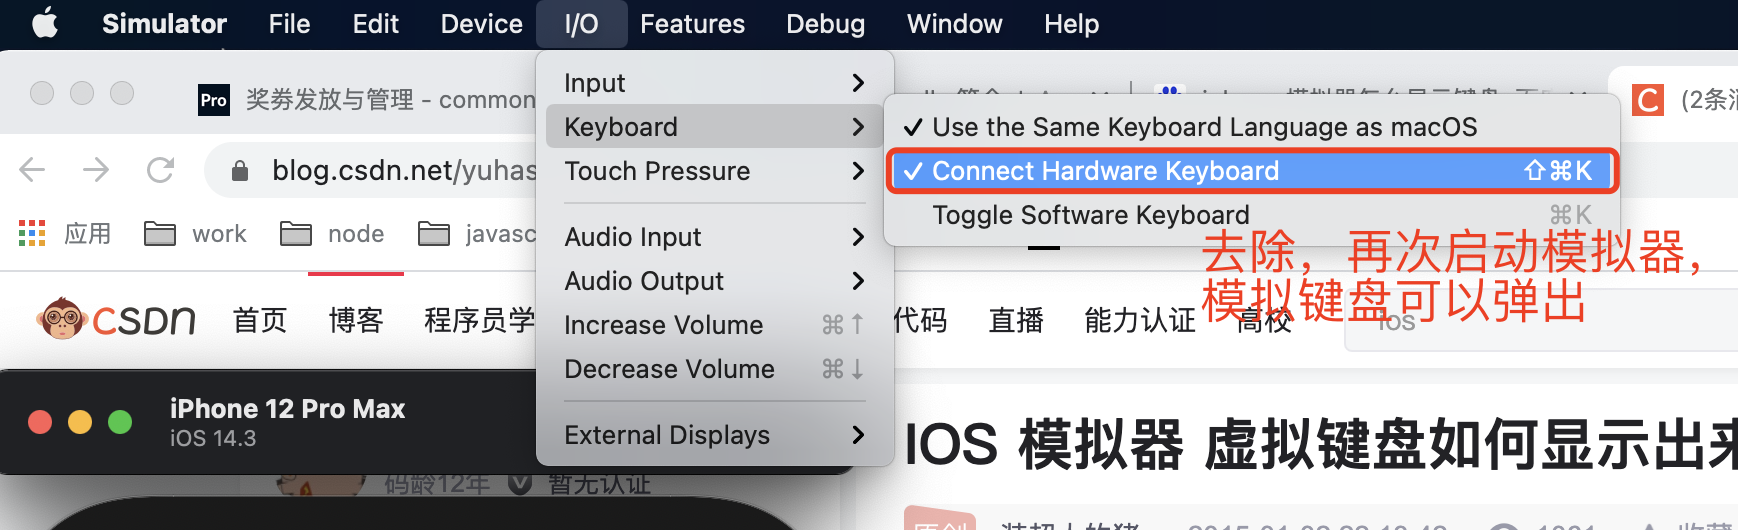 Simulator File Edit Device I/O Features Debug Window Help
Pro 奖券发放与管理 - common
(2条消
Input
Keyboard
Touch Pressure
Audio Input
Audio Output
Increase Volume ⌘↑
Decrease Volume ⌘↓
External Displays
✓ Use the Same Keyboard Language as macOS
✓ Connect Hardware Keyboard ⇧⌘K
Toggle Software Keyboard ⌘K
去除，再次启动模拟器，
模拟键盘可以弹出
blog.csdn.net/yuhas
应用 work node javasc
CSDN 首页 博客 程序员学 代码 直播 能力认证 高校 ios
iPhone 12 Pro Max
iOS 14.3
码龄12年 暂无认证
IOS 模拟器 虚拟键盘如何显示出来
原创